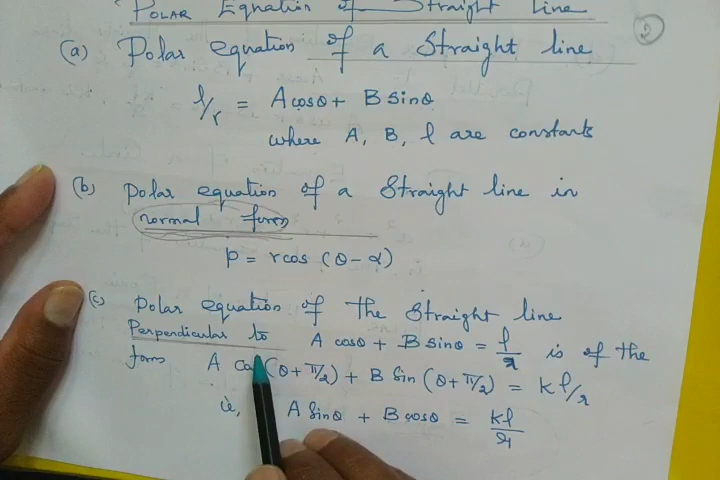 POLAR Equation of Straight Line
(a) Polar equation of a Straight line
l/r = A cosθ + B sinθ
where A, B, l are constants
(b) Polar equation of a Straight line in
normal form
p = r cos (θ - α)
(c) Polar equation of the Straight line
Perpendicular to A cosθ + B sinθ = l/r is of the
form A cos (θ + π/2) + B sin (θ + π/2) = K l/r
ie, A sinθ + B cosθ = Kl/r